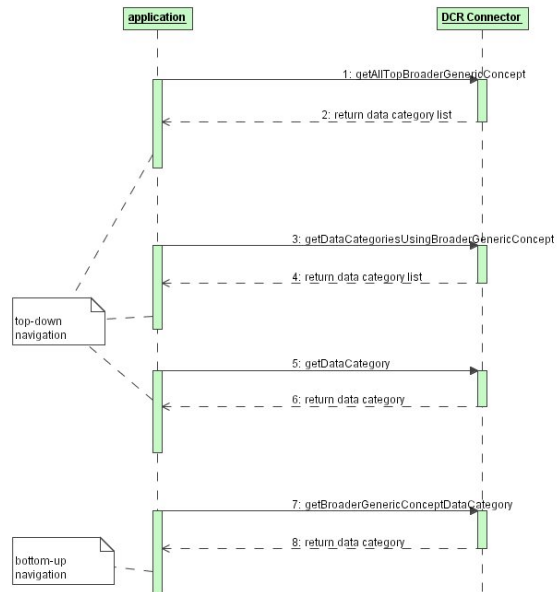 application
DCR Connector
1: getAllTopBroaderGenericConcept
2: return data category list
3: getDataCategoriesUsingBroaderGenericConcept
4: return data category list
top-down
navigation
5: getDataCategory
6: return data category
7: getBroaderGenericConceptDataCategory
8: return data category
bottom-up
navigation